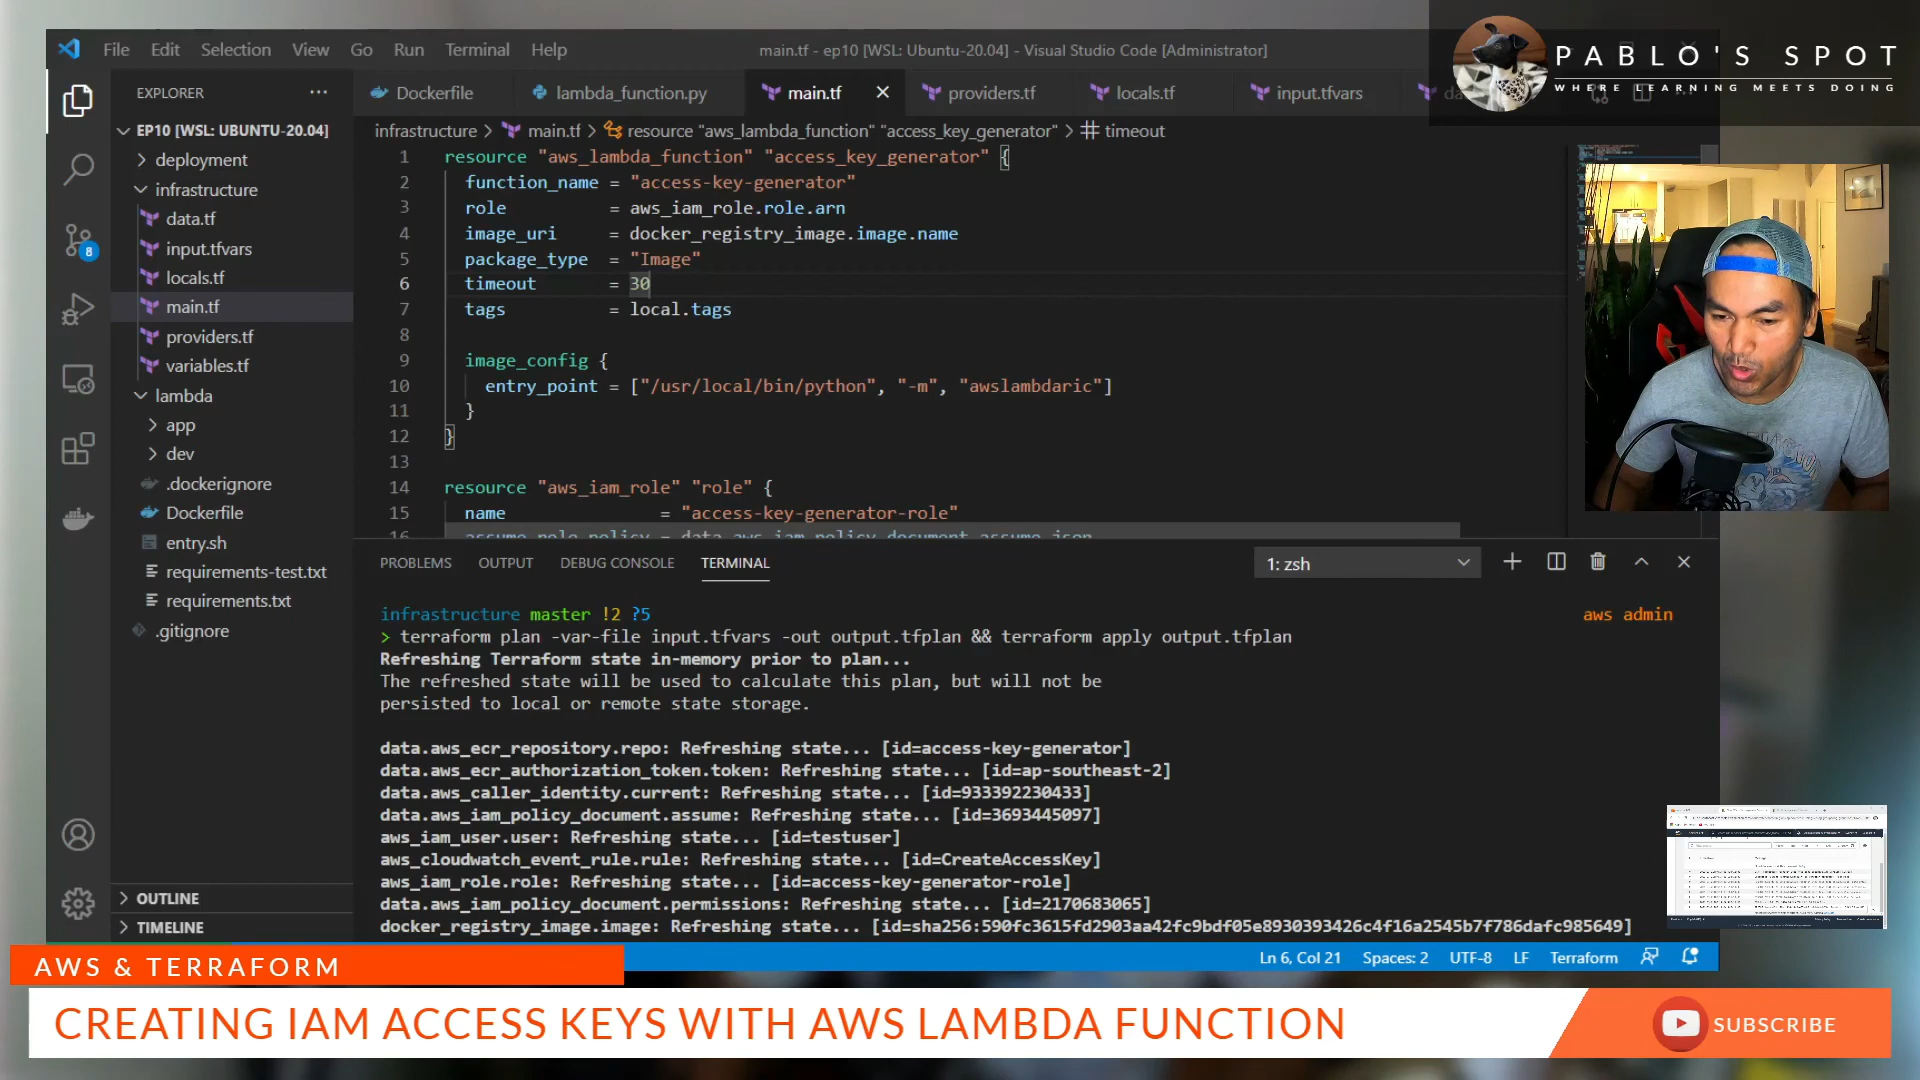 File Edit Selection View Go Run Terminal Help
main.tf - ep10 [WSL: Ubuntu-20.04] - Visual Studio Code [Administrator]
PABLO'S SPOT
WHERE LEARNING MEETS DOING
EXPLORER
Dockerfile
lambda_function.py
main.tf
providers.tf
locals.tf
input.tfvars
EP10 [WSL: UBUNTU-20.04]
deployment
infrastructure
data.tf
input.tfvars
locals.tf
main.tf
providers.tf
variables.tf
lambda
app
dev
.dockerignore
Dockerfile
entry.sh
requirements-test.txt
requirements.txt
.gitignore
8
OUTLINE
TIMELINE
infrastructure > main.tf > resource "aws_lambda_function" "access_key_generator" > timeout
1 resource "aws_lambda_function" "access_key_generator" {
2 function_name = "access-key-generator"
3 role = aws_iam_role.role.arn
4 image_uri = docker_registry_image.image.name
5 package_type = "Image"
6 timeout = 30
7 tags = local.tags
8
9 image_config {
10 entry_point = ["/usr/local/bin/python", "-m", "awslambdaric"]
11 }
12 }
13
14 resource "aws_iam_role" "role" {
15 name = "access-key-generator-role"
16 assume_role_policy = data.aws_iam_policy_document.assume.json
PROBLEMS OUTPUT DEBUG CONSOLE TERMINAL
1: zsh
infrastructure master !2 ?5
aws admin
> terraform plan -var-file input.tfvars -out output.tfplan && terraform apply output.tfplan
Refreshing Terraform state in-memory prior to plan...
The refreshed state will be used to calculate this plan, but will not be
persisted to local or remote state storage.
data.aws_ecr_repository.repo: Refreshing state... [id=access-key-generator]
data.aws_ecr_authorization_token.token: Refreshing state... [id=ap-southeast-2]
data.aws_caller_identity.current: Refreshing state... [id=933392230433]
data.aws_iam_policy_document.assume: Refreshing state... [id=3693445097]
aws_iam_user.user: Refreshing state... [id=testuser]
aws_cloudwatch_event_rule.rule: Refreshing state... [id=CreateAccessKey]
aws_iam_role.role: Refreshing state... [id=access-key-generator-role]
data.aws_iam_policy_document.permissions: Refreshing state... [id=2170683065]
docker_registry_image.image: Refreshing state... [id=sha256:590fc3615fd2903aa42fc9bdf05e8930393426c4f16a2545b7f786dafc985649]
Ln 6, Col 21 Spaces: 2 UTF-8 LF Terraform
AWS & TERRAFORM
CREATING IAM ACCESS KEYS WITH AWS LAMBDA FUNCTION
SUBSCRIBE